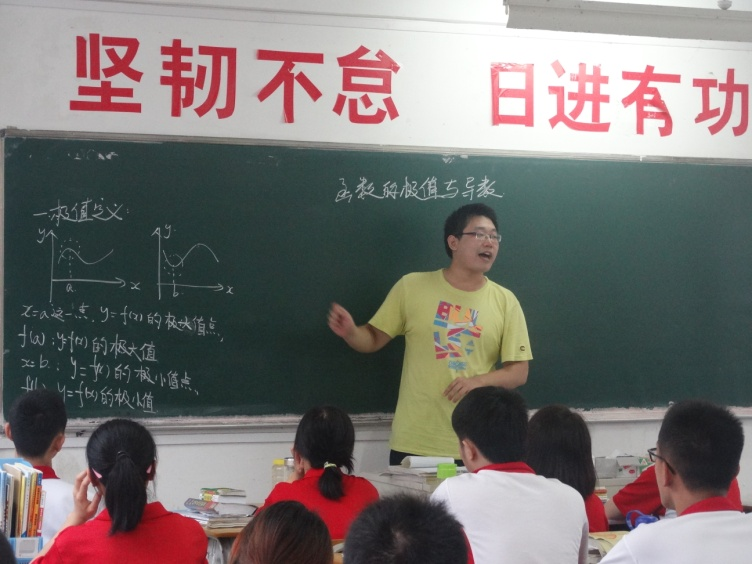 坚韧不怠 日进有功
函数的极值与导数
一.极值定义:
y y
a x b x
x=a这一点, y=f(x)的极大值点,
f(a): y=f(x)的极大值
x=b: y=f(x)的极小值点,
f(b): y=f(x)的极小值